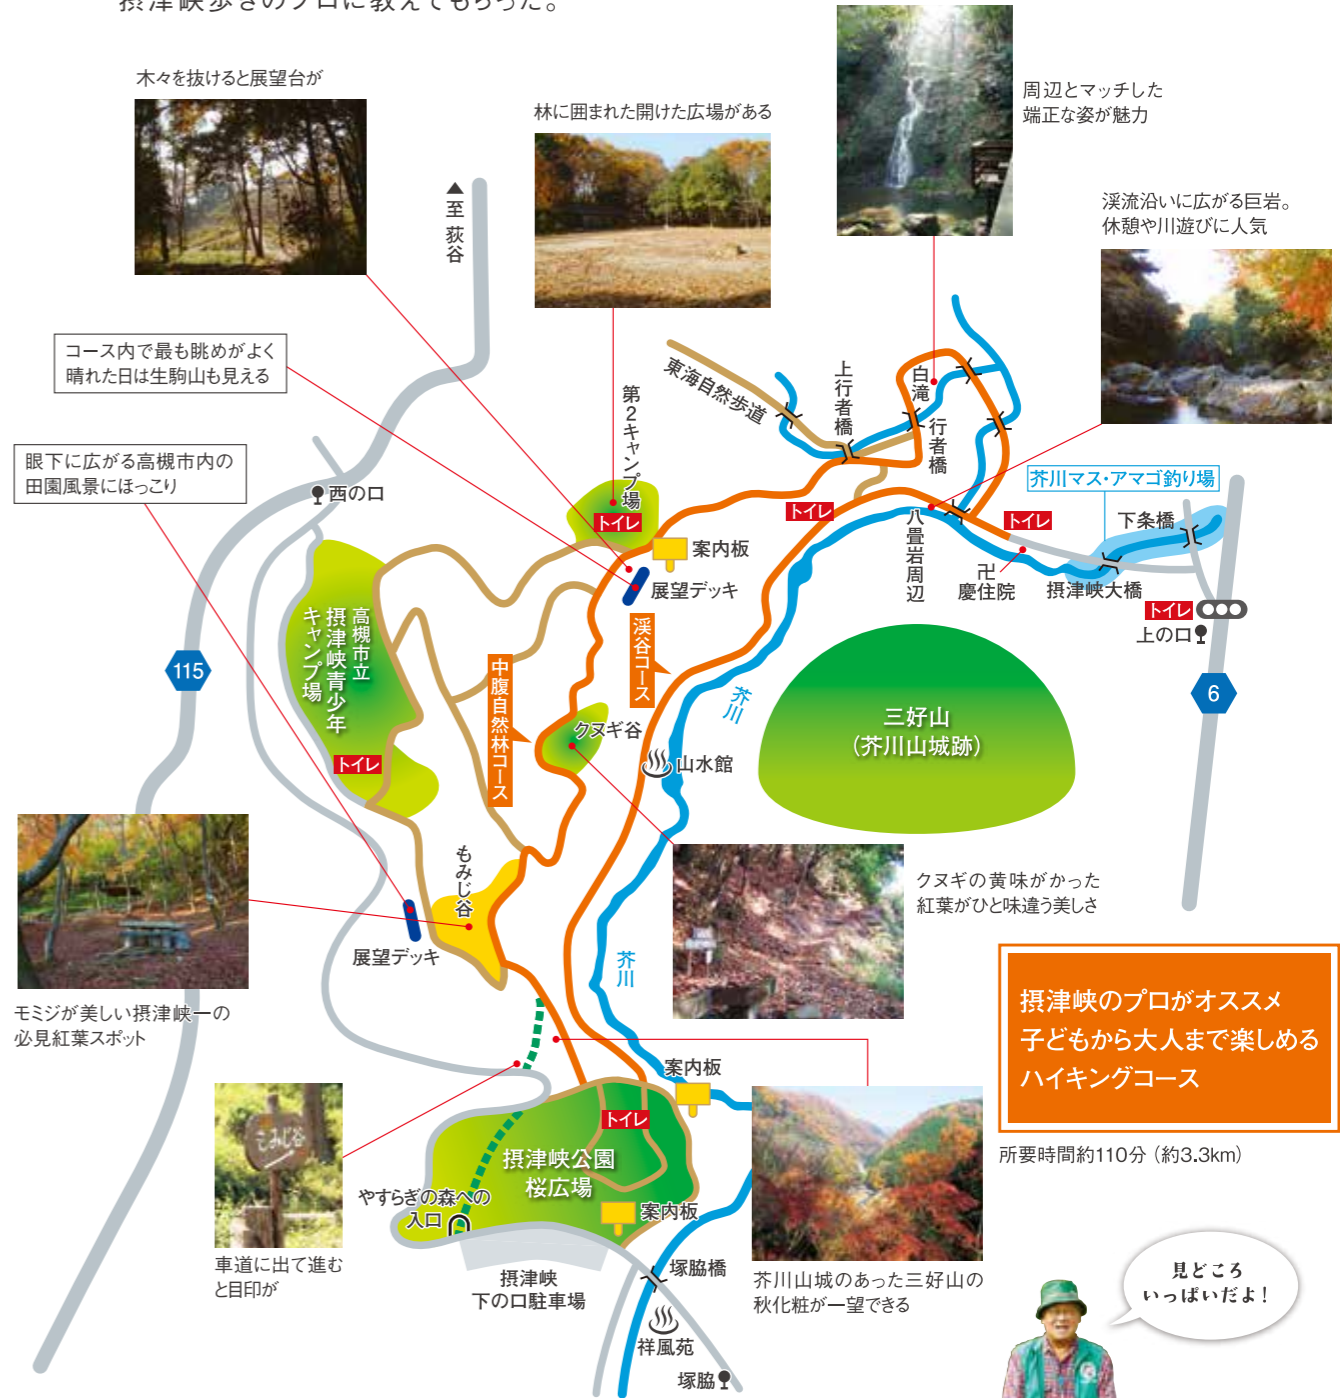 摂津峡歩きのプロに教えてもらった。
木々を抜けると展望台が
林に囲まれた開けた広場がある
周辺とマッチした
端正な姿が魅力
渓流沿いに広がる巨岩。
休憩や川遊びに人気
▲至 萩谷
コース内で最も眺めがよく
晴れた日は生駒山も見える
眼下に広がる高槻市内の
田園風景にほっこり
東海自然歩道
上行者橋
白滝
行者橋
第2キャンプ場
トイレ
西の口
案内板
展望デッキ
トイレ
八畳岩周辺
トイレ
芥川マス・アマゴ釣り場
下条橋
卍
慶住院
摂津峡大橋
トイレ
上の口
115
6
高槻市立
摂津峡青少年
キャンプ場
トイレ
中腹自然林コース
渓谷コース
クヌギ谷
芥川
山水館
三好山
(芥川山城跡)
もみじ谷
展望デッキ
クヌギの黄味がかった
紅葉がひと味違う美しさ
芥川
モミジが美しい摂津峡一の
必見紅葉スポット
摂津峡のプロがオススメ
子どもから大人まで楽しめる
ハイキングコース
所要時間約110分（約3.3km）
案内板
トイレ
摂津峡公園
桜広場
もみじ谷
やすらぎの森への
入口
案内板
車道に出て進む
と目印が
摂津峡
下の口駐車場
塚脇橋
芥川山城のあった三好山の
秋化粧が一望できる
祥風苑
塚脇
見どころ
いっぱいだよ！